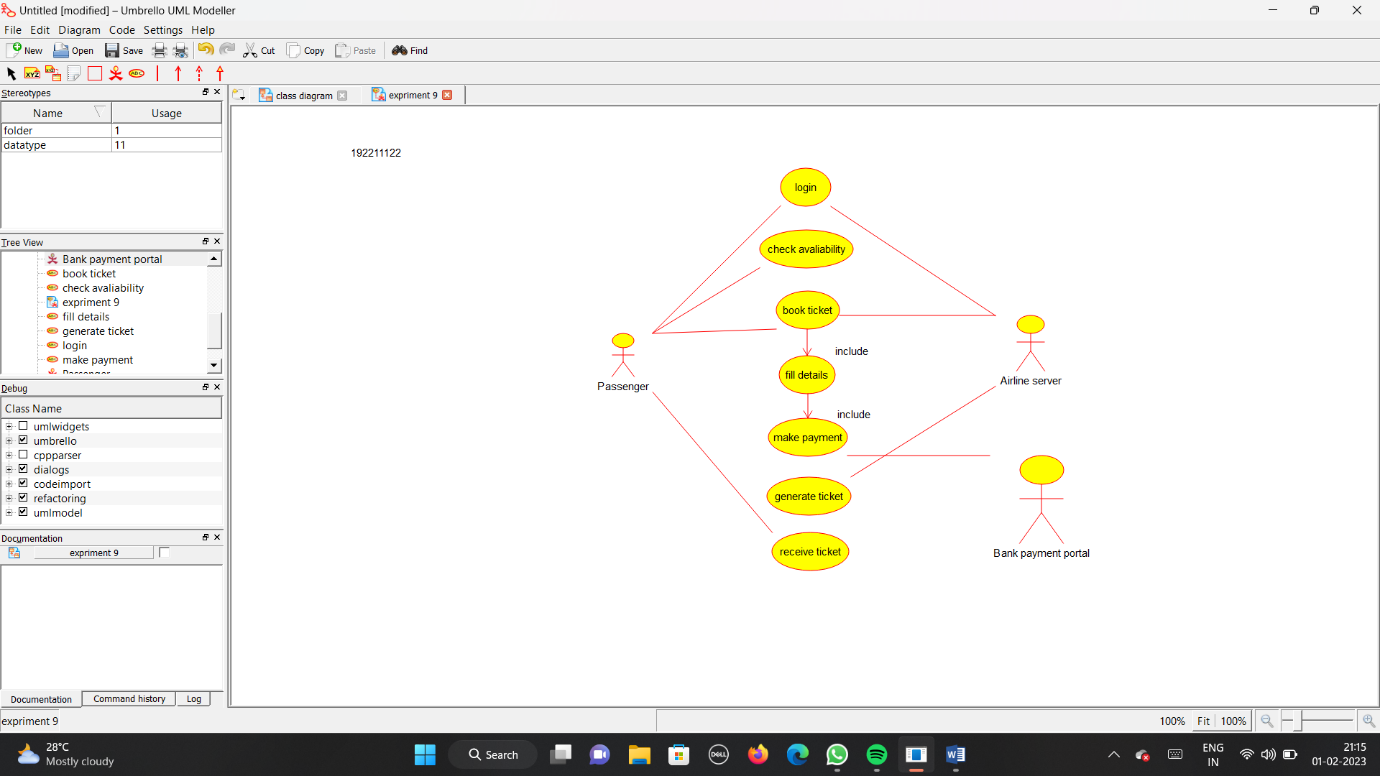 Untitled [modified] – Umbrello UML Modeller
File Edit Diagram Code Settings Help
New Open Save Cut Copy Paste Find
XYZ ABC
Stereotypes
Name Usage
folder 1
datatype 11
Tree View
Bank payment portal
book ticket
check avaliability
expriment 9
fill details
generate ticket
login
make payment
Debug
Class Name
umlwidgets
umbrello
cppparser
dialogs
codeimport
refactoring
umlmodel
Documentation
expriment 9
Documentation Command history Log
expriment 9
class diagram expriment 9
192211122
login
check avaliability
book ticket
include
fill details
Passenger
Airline server
include
make payment
generate ticket
receive ticket
Bank payment portal
100% Fit 100%
28°C
Mostly cloudy
Search
DELL
ENG
IN
21:15
01-02-2023